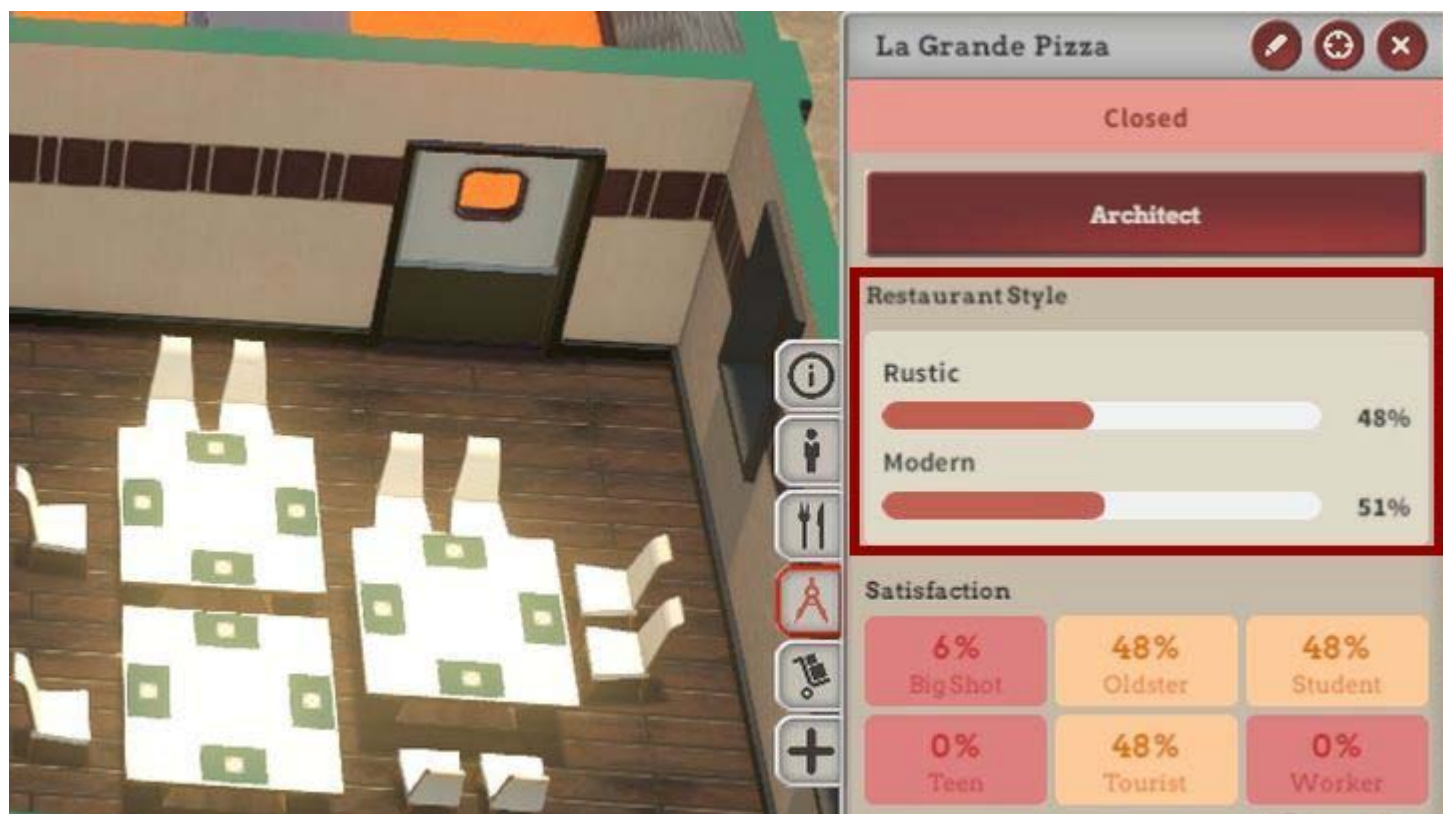 La Grande Pizza
Closed
Architect
Restaurant Style
Rustic
48%
Modern
51%
Satisfaction
6% 48% 48%
Big Shot Oldster Student
0% 48% 0%
Teen Tourist Worker